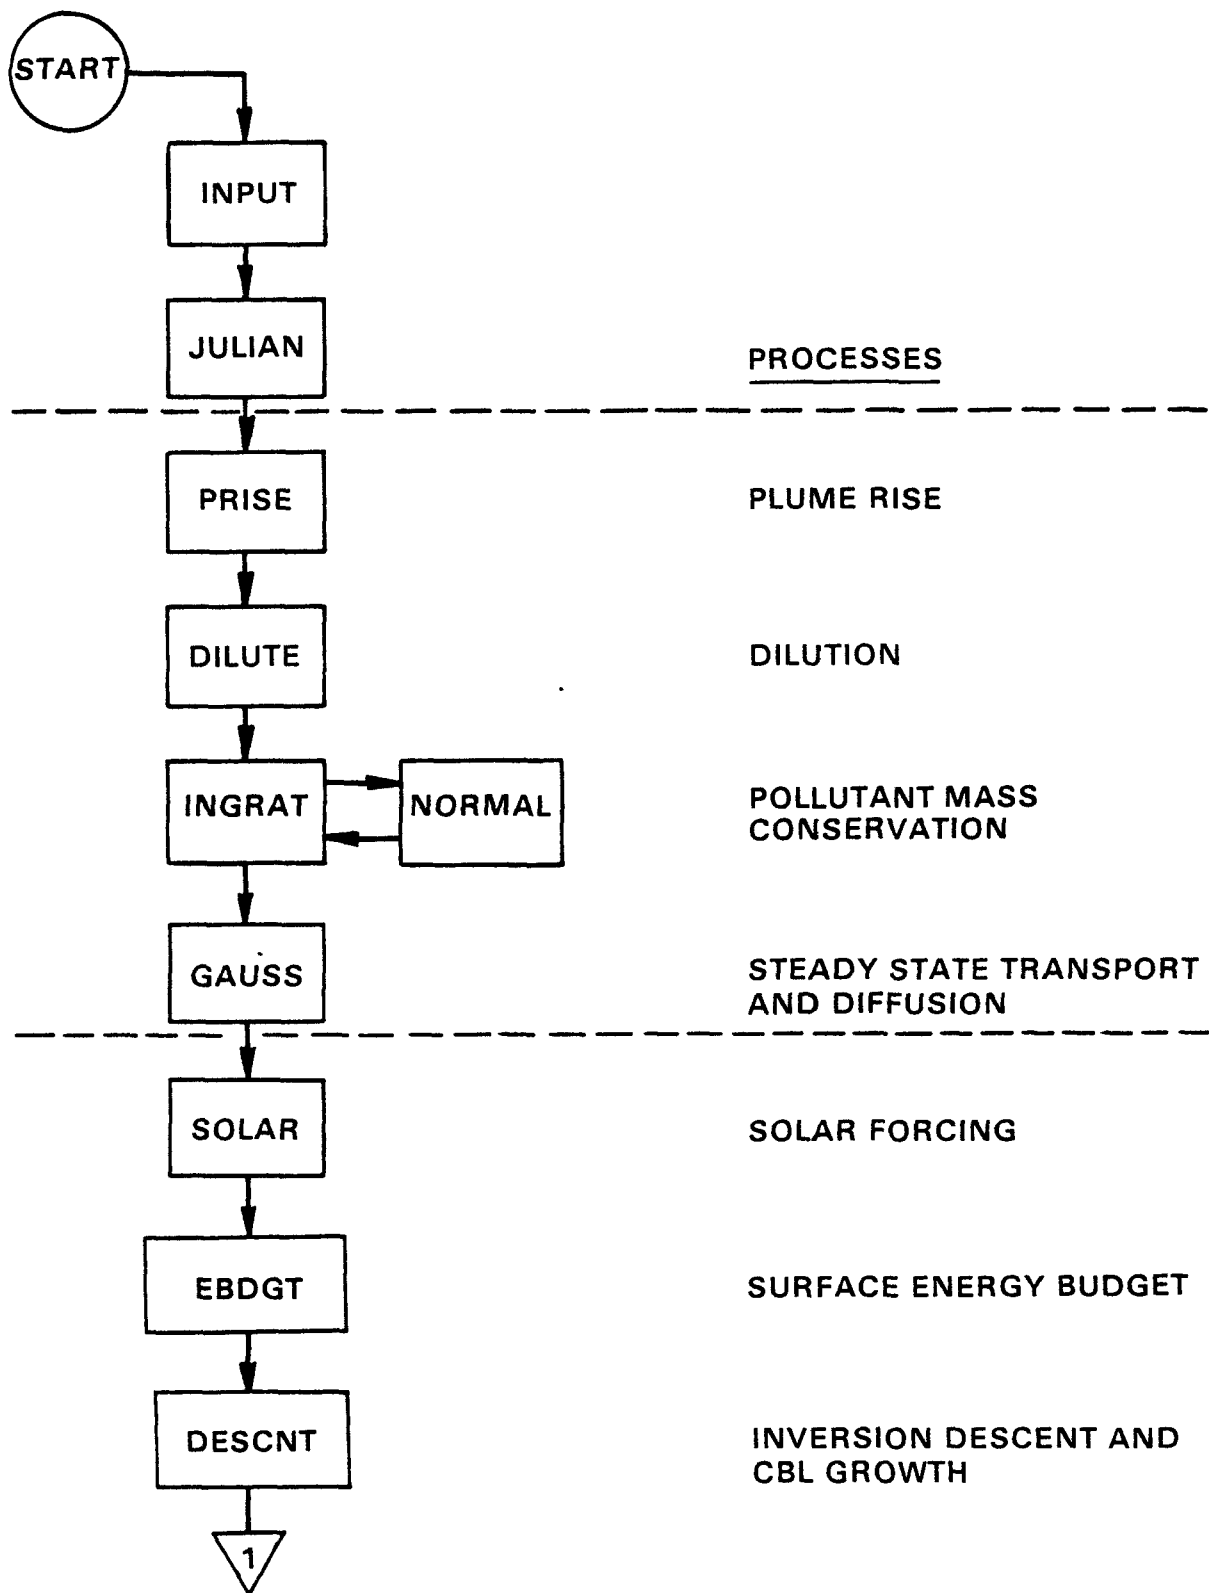 START
INPUT
JULIAN
PROCESSES
PRISE
PLUME RISE
DILUTE
DILUTION
INGRAT
NORMAL
POLLUTANT MASS
CONSERVATION
GAUSS
STEADY STATE TRANSPORT
AND DIFFUSION
SOLAR
SOLAR FORCING
EBDGT
SURFACE ENERGY BUDGET
DESCNT
INVERSION DESCENT AND
CBL GROWTH
1